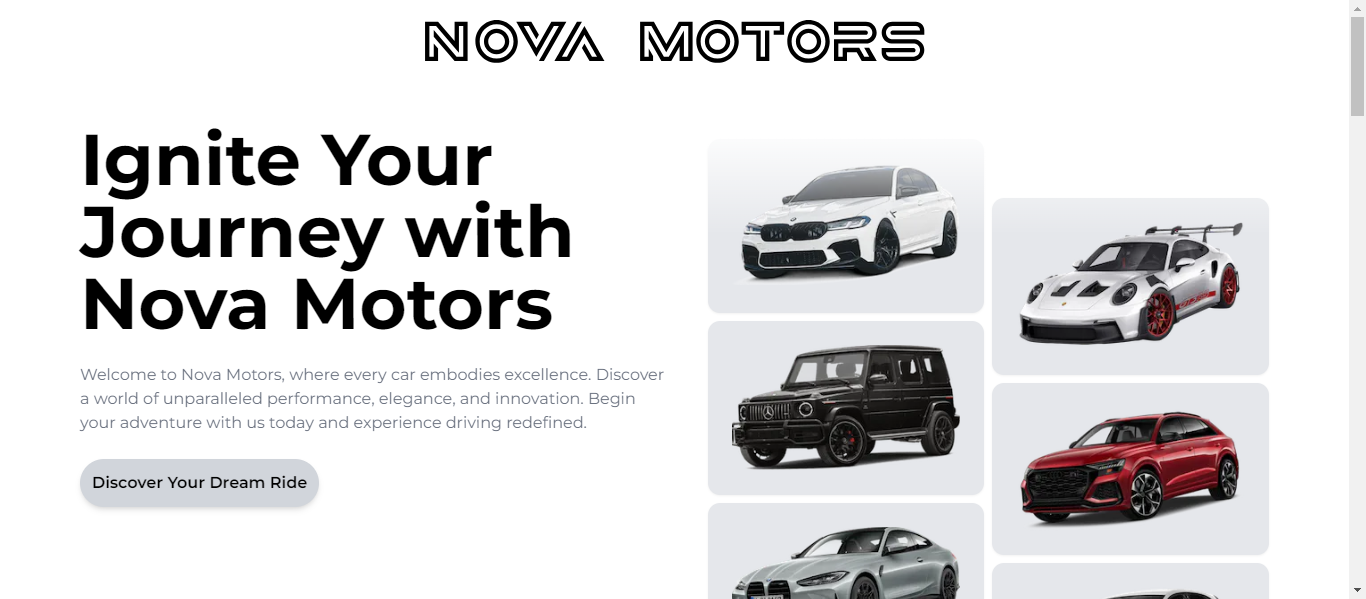 NOVA MOTORS
Ignite Your
Journey with
Nova Motors
Welcome to Nova Motors, where every car embodies excellence. Discover
a world of unparalleled performance, elegance, and innovation. Begin
your adventure with us today and experience driving redefined.
Discover Your Dream Ride